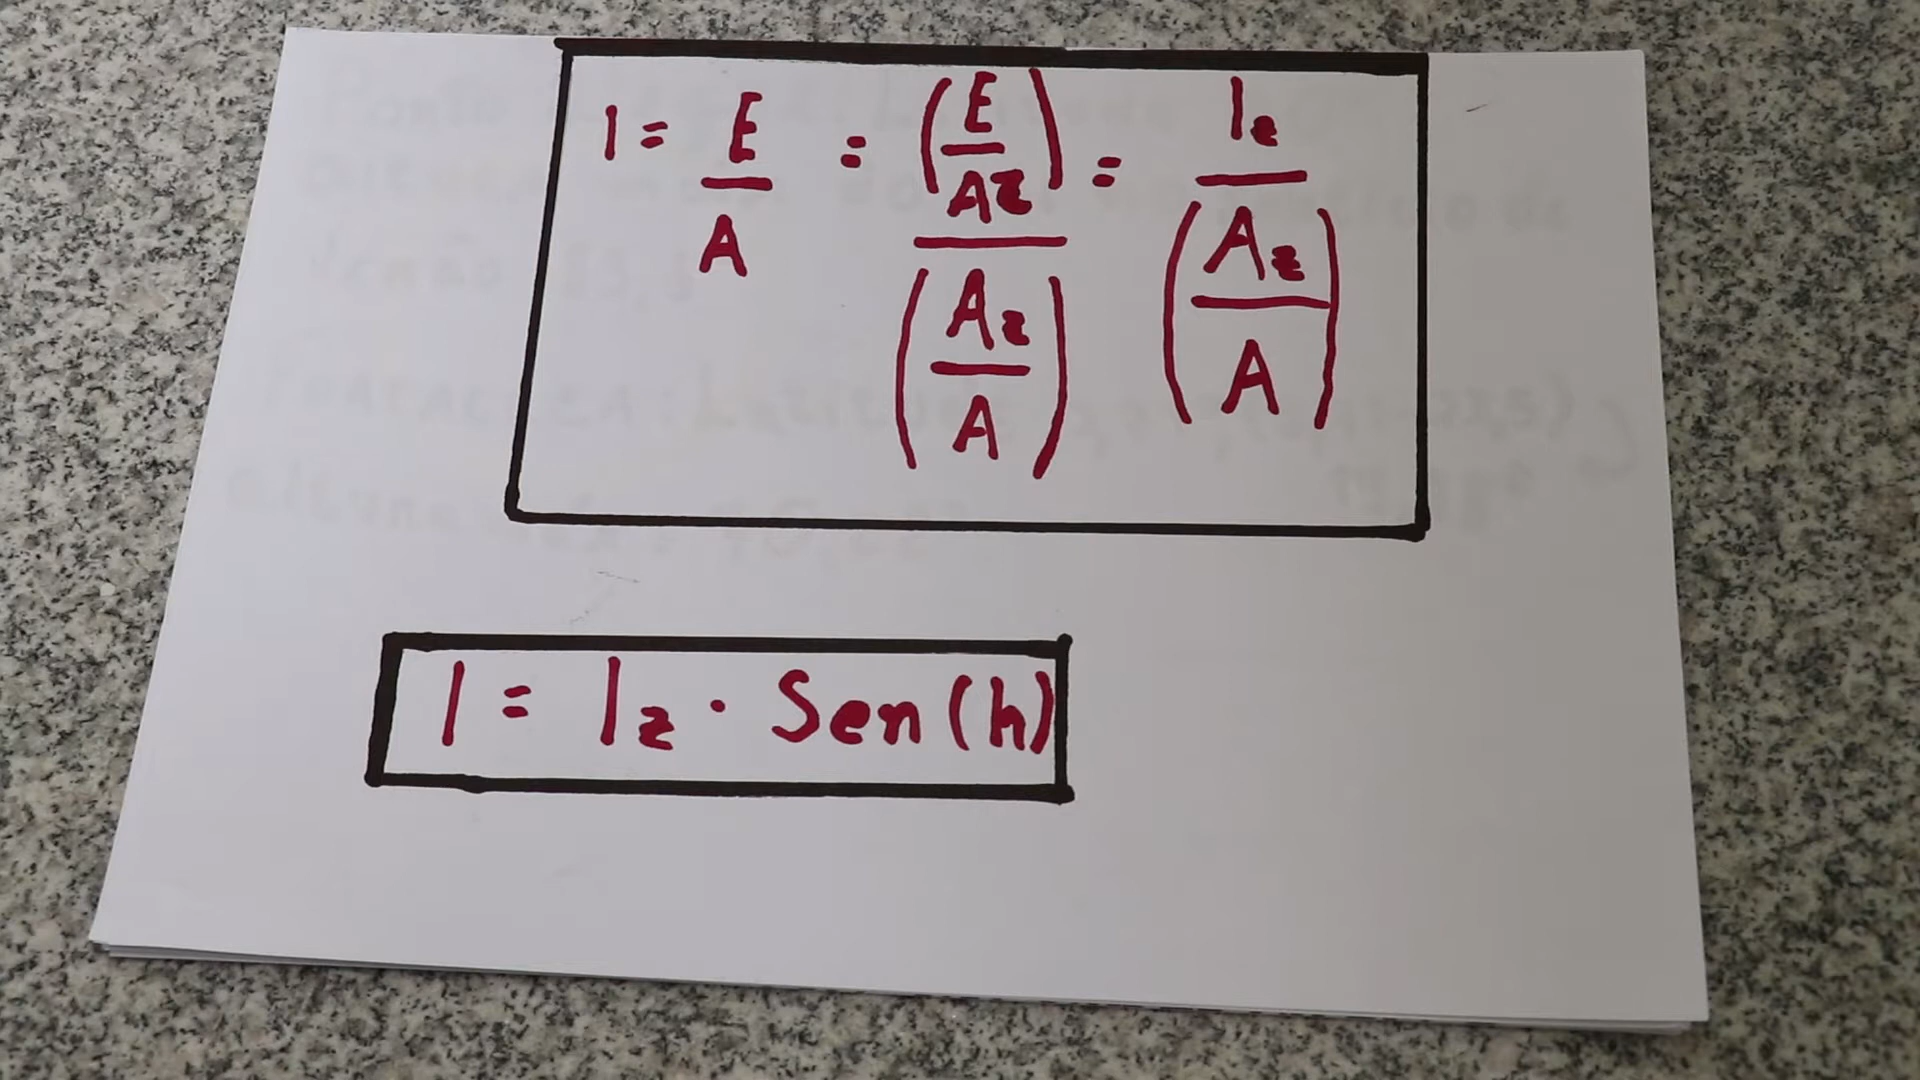 I = E/A = (E/Az)/(Az/A) = Iz/(Az/A)
I = Iz · Sen(h)